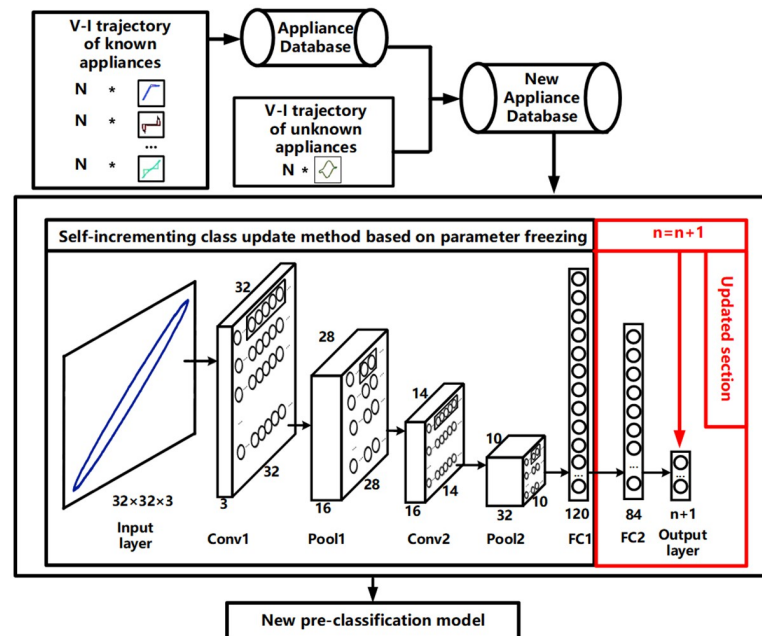 V-I trajectory
of known
appliances
N *
N *
...
N *
Appliance
Database
V-I trajectory
of unknown
appliances
N *
New
Appliance
Database
Self-incrementing class update method based on parameter freezing
n=n+1
Updated section
32
32
3
28
28
16
14
14
16
10
10
32
...
120
...
84
...
n+1
32×32×3
Input
layer
Conv1
Pool1
Conv2
Pool2
FC1
FC2
Output
layer
New pre-classification model